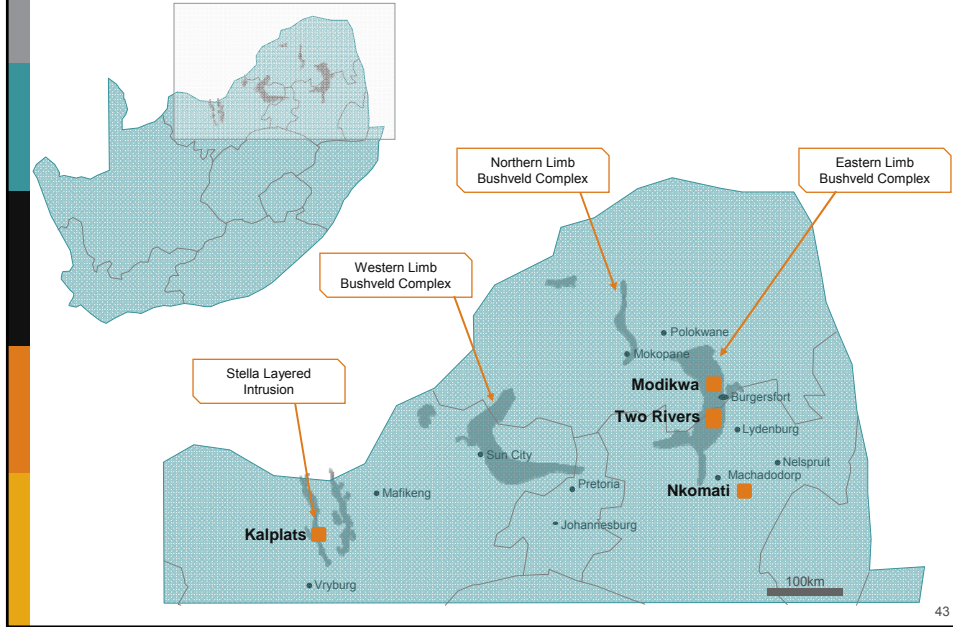 Northern Limb
Bushveld Complex
Eastern Limb
Bushveld Complex
Western Limb
Bushveld Complex
Stella Layered
Intrusion
Polokwane
Mokopane
Modikwa
Burgersfort
Two Rivers
Lydenburg
Sun City
Nelspruit
Machadodorp
Pretoria
Nkomati
Mafikeng
Johannesburg
Kalplats
Vryburg
100km
43